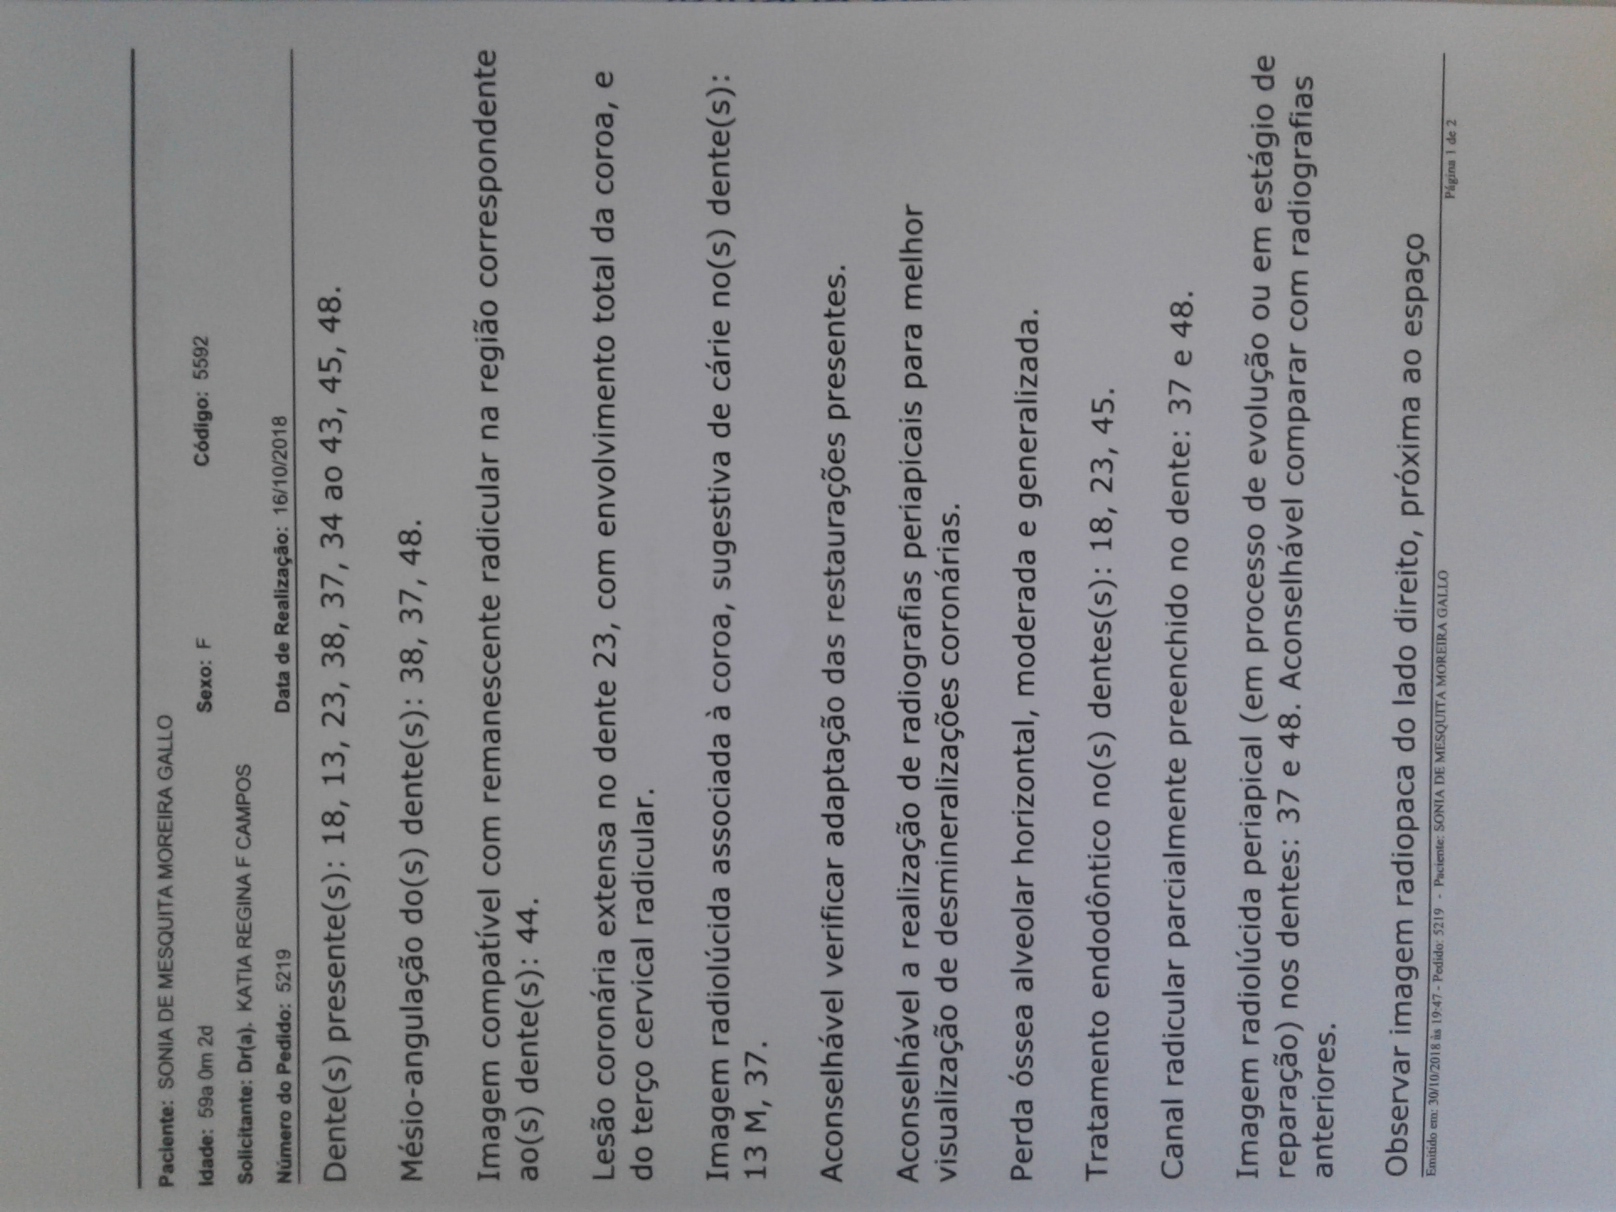 Paciente: SONIA DE MESQUITA MOREIRA GALLO
Idade: 59a 0m 2d Sexo: F Código: 5592
Solicitante: Dr(a). KATIA REGINA F CAMPOS
Número do Pedido: 5219 Data de Realização: 16/10/2018
Dente(s) presente(s): 18, 13, 23, 38, 37, 34 ao 43, 45, 48.
Mésio-angulação do(s) dente(s): 38, 37, 48.
Imagem compatível com remanescente radicular na região correspondente
ao(s) dente(s): 44.
Lesão coronária extensa no dente 23, com envolvimento total da coroa, e
do terço cervical radicular.
Imagem radiolúcida associada à coroa, sugestiva de cárie no(s) dente(s):
13 M, 37.
Aconselhável verificar adaptação das restaurações presentes.
Aconselhável a realização de radiografias periapicais para melhor
visualização de desmineralizações coronárias.
Perda óssea alveolar horizontal, moderada e generalizada.
Tratamento endodôntico no(s) dentes(s): 18, 23, 45.
Canal radicular parcialmente preenchido no dente: 37 e 48.
Imagem radiolúcida periapical (em processo de evolução ou em estágio de
reparação) nos dentes: 37 e 48. Aconselhável comparar com radiografias
anteriores.
Observar imagem radiopaca do lado direito, próxima ao espaço
Emitido em: 30/10/2018 às 19:47 - Pedido: 5219 - Paciente: SONIA DE MESQUITA MOREIRA GALLO
Página 1 de 2